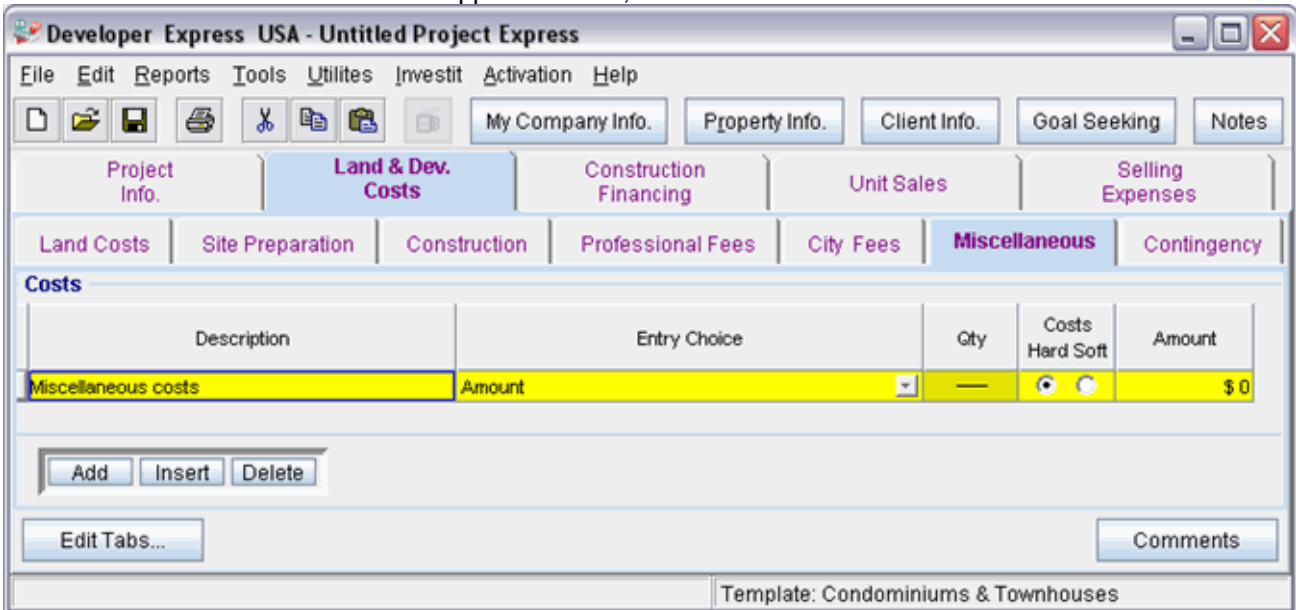 Developer Express USA - Untitled Project Express
File Edit Reports Tools Utilites Investit Activation Help
My Company Info. Property Info. Client Info. Goal Seeking Notes
Project Info. Land & Dev. Costs Construction Financing Unit Sales Selling Expenses
Land Costs Site Preparation Construction Professional Fees City Fees Miscellaneous Contingency
Costs
Description Entry Choice Qty Costs Hard Soft Amount
Miscellaneous costs Amount — $ 0
Add Insert Delete
Edit Tabs... Comments
Template: Condominiums & Townhouses